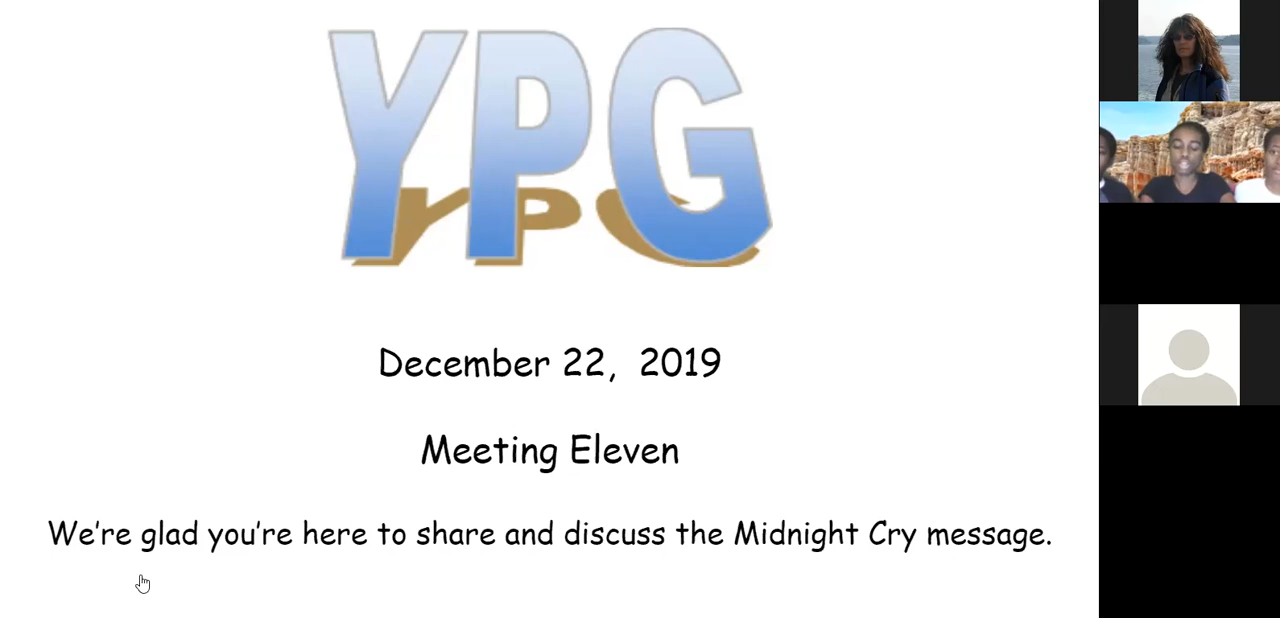 YPG
December 22, 2019
Meeting Eleven
We're glad you're here to share and discuss the Midnight Cry message.